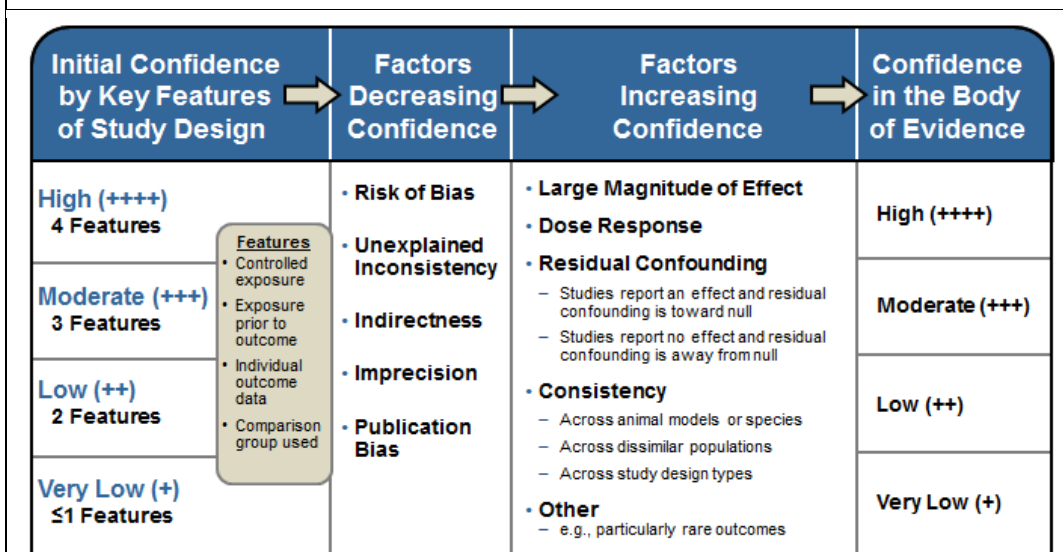 Initial Confidence
by Key Features
of Study Design
Factors
Decreasing
Confidence
Factors
Increasing
Confidence
Confidence
in the Body
of Evidence
High (++++)
4 Features
Moderate (+++)
3 Features
Low (++)
2 Features
Very Low (+)
≤1 Features
Features
• Controlled
exposure
• Exposure
prior to
outcome
• Individual
outcome
data
• Comparison
group used
• Risk of Bias
• Unexplained
Inconsistency
• Indirectness
• Imprecision
• Publication
Bias
• Large Magnitude of Effect
• Dose Response
• Residual Confounding
– Studies report an effect and residual
confounding is toward null
– Studies report no effect and residual
confounding is away from null
• Consistency
– Across animal models or species
– Across dissimilar populations
– Across study design types
• Other
– e.g., particularly rare outcomes
High (++++)
Moderate (+++)
Low (++)
Very Low (+)